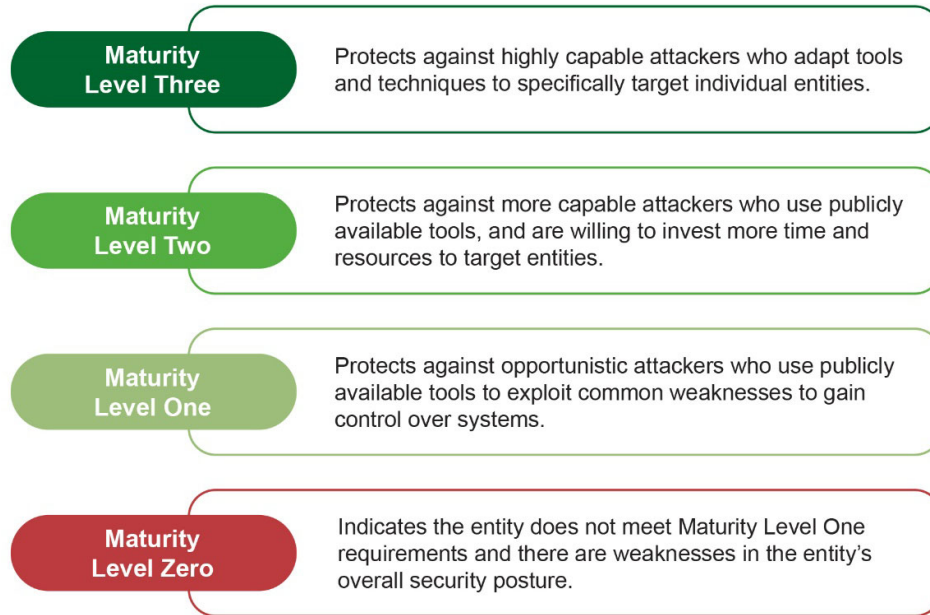 Maturity
Level Three
Protects against highly capable attackers who adapt tools
and techniques to specifically target individual entities.
Maturity
Level Two
Protects against more capable attackers who use publicly
available tools, and are willing to invest more time and
resources to target entities.
Maturity
Level One
Protects against opportunistic attackers who use publicly
available tools to exploit common weaknesses to gain
control over systems.
Maturity
Level Zero
Indicates the entity does not meet Maturity Level One
requirements and there are weaknesses in the entity’s
overall security posture.